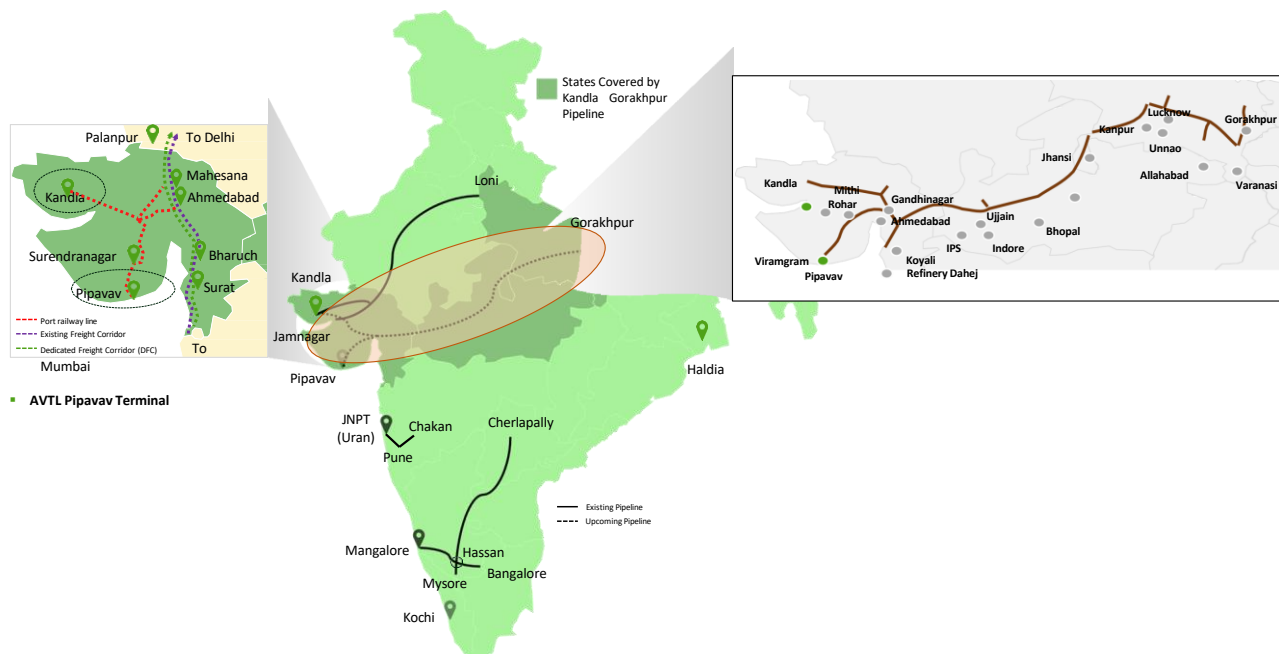 States Covered by
Kandla Gorakhpur
Pipeline
Palanpur
To Delhi
Mahesana
Ahmedabad
Kandla
Surendranagar
Bharuch
Surat
Pipavav
Port railway line
Existing Freight Corridor
Dedicated Freight Corridor (DFC)
To
Mumbai
AVTL Pipavav Terminal
Loni
Gorakhpur
Kandla
Jamnagar
Pipavav
Haldia
JNPT
(Uran)
Chakan
Pune
Cherlapally
Existing Pipeline
Upcoming Pipeline
Mangalore
Hassan
Bangalore
Mysore
Kochi
Lucknow
Gorakhpur
Kanpur
Unnao
Jhansi
Allahabad
Varanasi
Kandla
Mithi
Rohar
Gandhinagar
Ahmedabad
Ujjain
Bhopal
IPS
Indore
Viramgram
Koyali
Pipavav
Refinery Dahej